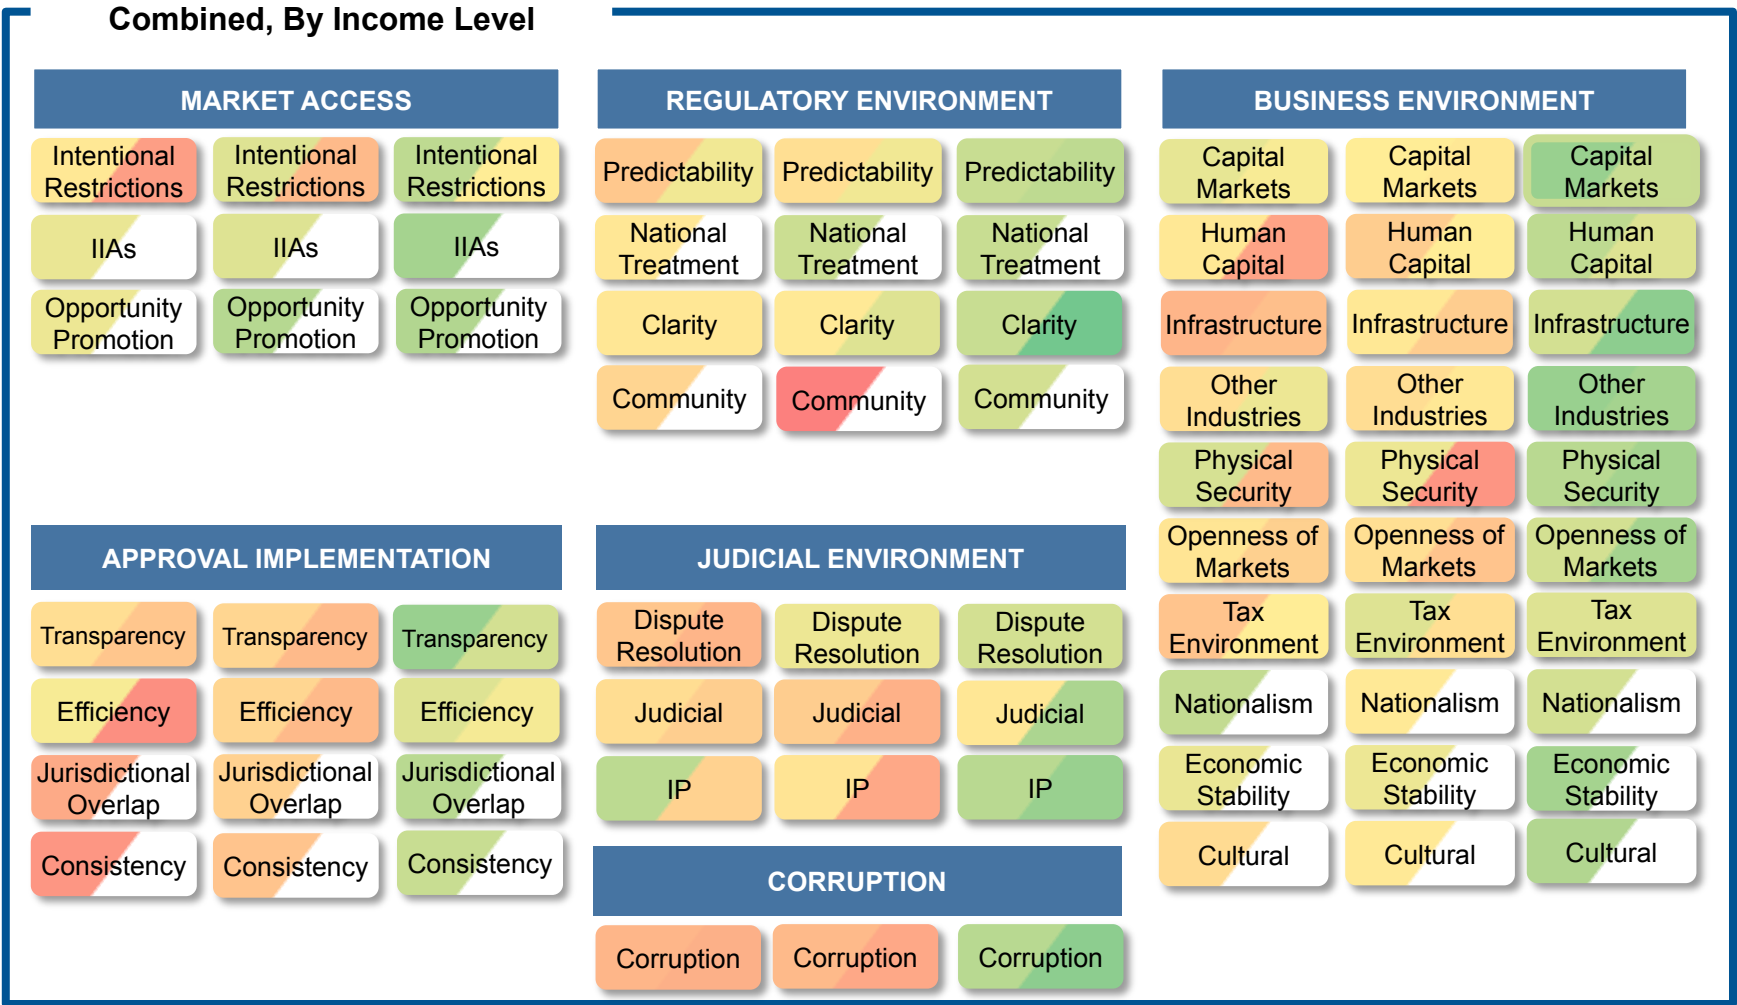 Combined, By Income Level
MARKET ACCESS
Intentional
Restrictions
Intentional
Restrictions
Intentional
Restrictions
IIAs
IIAs
IIAs
Opportunity
Promotion
Opportunity
Promotion
Opportunity
Promotion
REGULATORY ENVIRONMENT
Predictability
Predictability
Predictability
National
Treatment
National
Treatment
National
Treatment
Clarity
Clarity
Clarity
Community
Community
Community
BUSINESS ENVIRONMENT
Capital
Markets
Capital
Markets
Capital
Markets
Human
Capital
Human
Capital
Human
Capital
Infrastructure
Infrastructure
Infrastructure
Other
Industries
Other
Industries
Other
Industries
Physical
Security
Physical
Security
Physical
Security
Openness of
Markets
Openness of
Markets
Openness of
Markets
Tax
Environment
Tax
Environment
Tax
Environment
Nationalism
Nationalism
Nationalism
Economic
Stability
Economic
Stability
Economic
Stability
Cultural
Cultural
Cultural
APPROVAL IMPLEMENTATION
Transparency
Transparency
Transparency
Efficiency
Efficiency
Efficiency
Jurisdictional
Overlap
Jurisdictional
Overlap
Jurisdictional
Overlap
Consistency
Consistency
Consistency
JUDICIAL ENVIRONMENT
Dispute
Resolution
Dispute
Resolution
Dispute
Resolution
Judicial
Judicial
Judicial
IP
IP
IP
CORRUPTION
Corruption
Corruption
Corruption